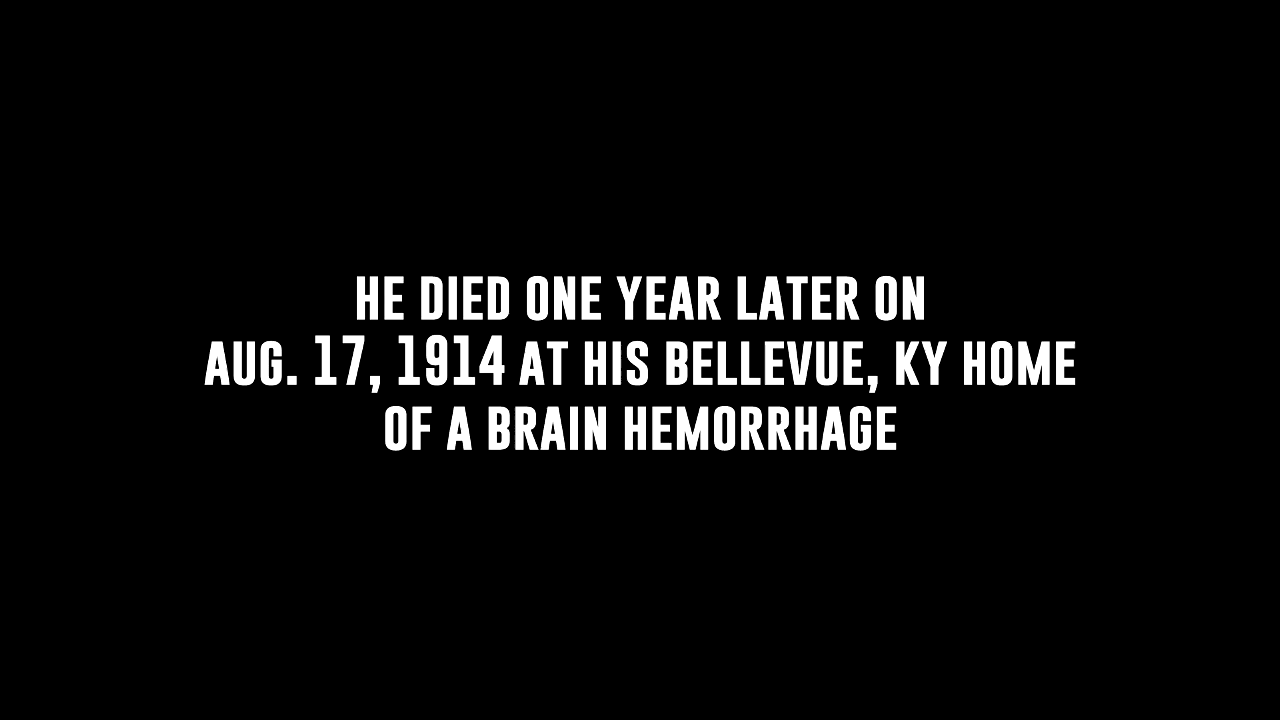 HE DIED ONE YEAR LATER ON
AUG. 17, 1914 AT HIS BELLEVUE, KY HOME
OF A BRAIN HEMORRHAGE